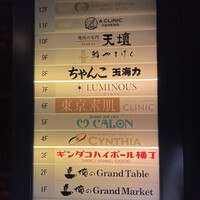 12F
11F A CLINIC
GINZA
10F 焼肉の名門 天壇
9F
8F ちゃんこ 玉海力
7F LUMINOUS
6F 東京素肌 CLINIC
5F CALON
4F CYNTHIA
3F ギンダコハイボール横丁
2F 俺のGrand Table
1F 俺のGrand Market